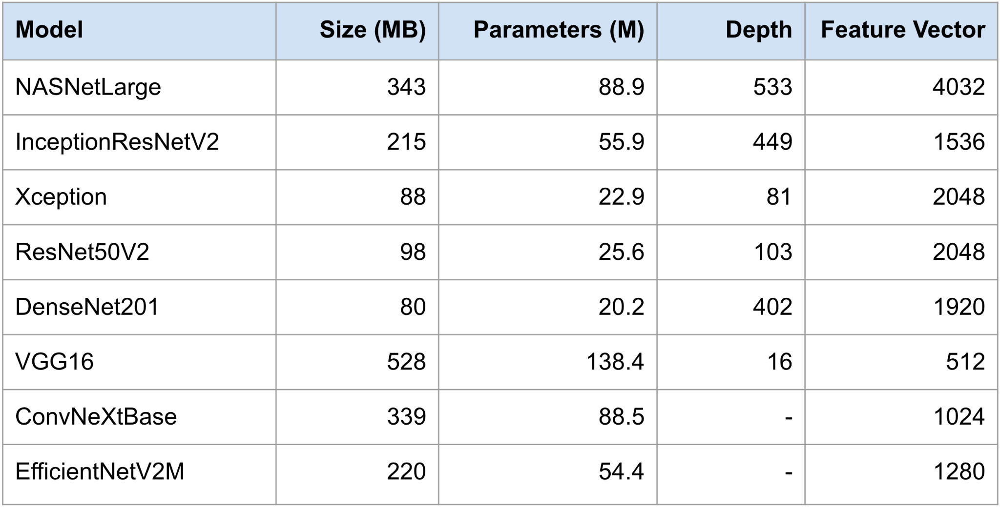 Model Size (MB) Parameters (M) Depth Feature Vector
NASNetLarge 343 88.9 533 4032
InceptionResNetV2 215 55.9 449 1536
Xception 88 22.9 81 2048
ResNet50V2 98 25.6 103 2048
DenseNet201 80 20.2 402 1920
VGG16 528 138.4 16 512
ConvNeXtBase 339 88.5 - 1024
EfficientNetV2M 220 54.4 - 1280